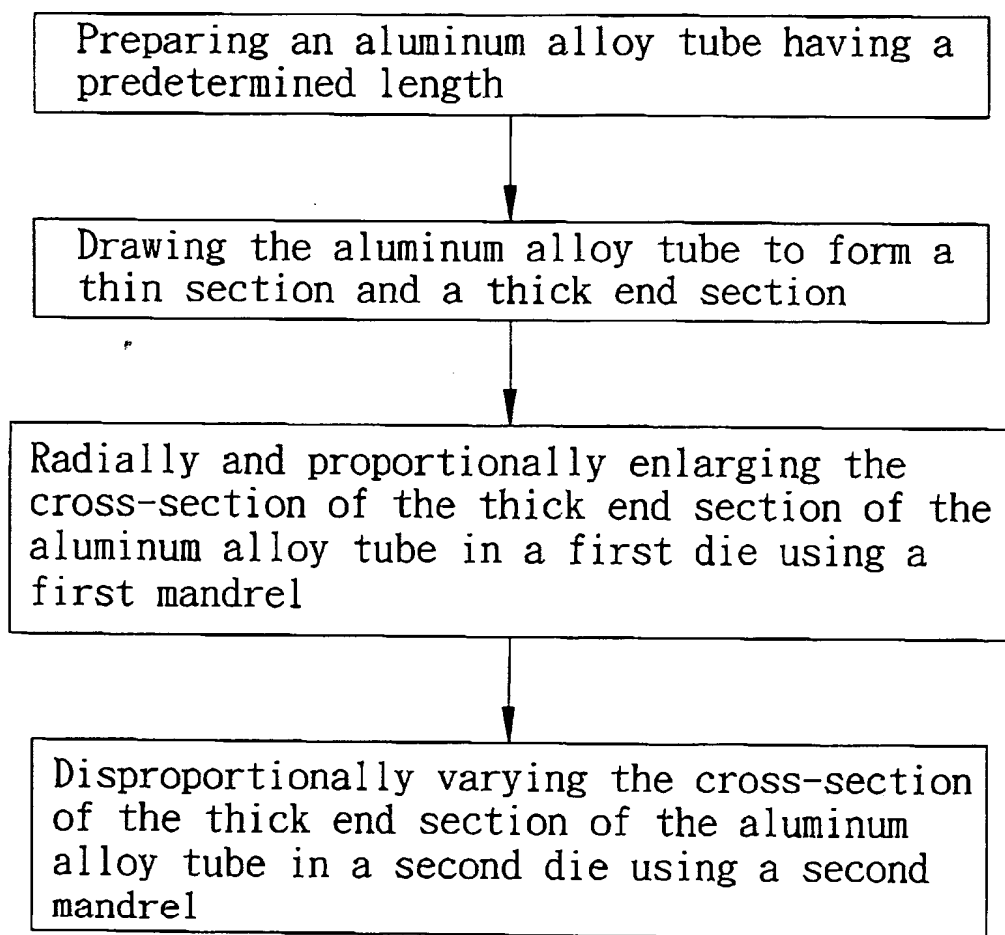 Preparing an aluminum alloy tube having a
predetermined length
Drawing the aluminum alloy tube to form a
thin section and a thick end section
Radially and proportionally enlarging the
cross-section of the thick end section of the
aluminum alloy tube in a first die using a
first mandrel
Disproportionally varying the cross-section
of the thick end section of the aluminum
alloy tube in a second die using a second
mandrel